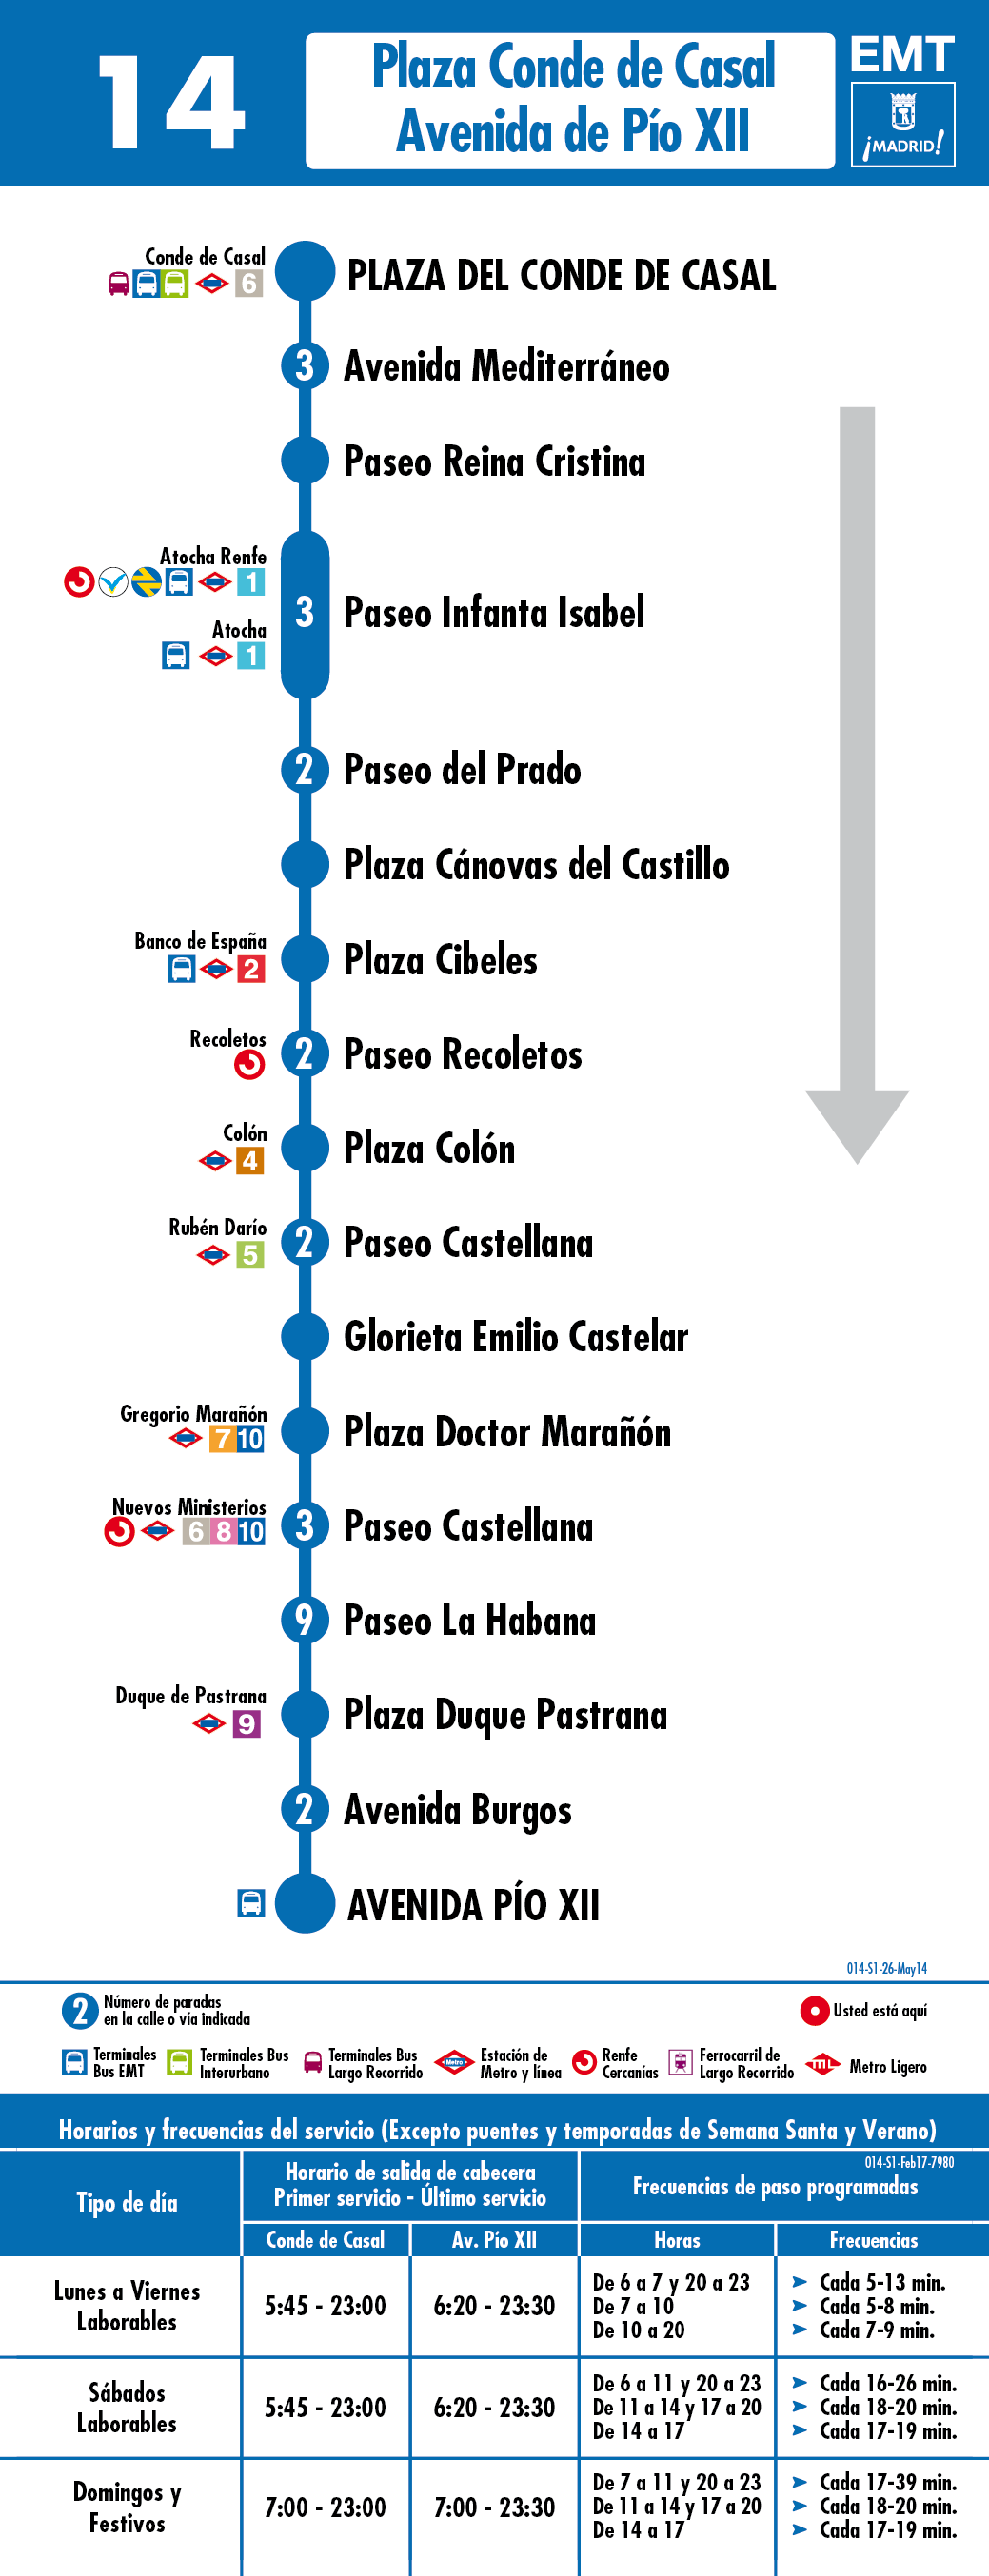 14
Plaza Conde de Casal
Avenida de Pío XII
EMT
¡MADRID!
Conde de Casal
6
PLAZA DEL CONDE DE CASAL
3 Avenida Mediterráneo
Paseo Reina Cristina
Atocha Renfe
1
3 Paseo Infanta Isabel
Atocha
1
2 Paseo del Prado
Plaza Cánovas del Castillo
Banco de España
2
Plaza Cibeles
Recoletos
2 Paseo Recoletos
Colón
4
Plaza Colón
Rubén Darío
5
2 Paseo Castellana
Glorieta Emilio Castelar
Gregorio Marañón
7 10
Plaza Doctor Marañón
Nuevos Ministerios
6 8 10
3 Paseo Castellana
9 Paseo La Habana
Duque de Pastrana
9
Plaza Duque Pastrana
2 Avenida Burgos
AVENIDA PÍO XII
014-S1-26-May14
2 Número de paradas
en la calle o vía indicada
Usted está aquí
Terminales
Bus EMT
Terminales Bus
Interurbano
Terminales Bus
Largo Recorrido
Metro
Estación de
Metro y línea
Renfe
Cercanías
Ferrocarril de
Largo Recorrido
ML
Metro Ligero
Horarios y frecuencias del servicio (Excepto puentes y temporadas de Semana Santa y Verano)
014-S1-Feb17-7980
Tipo de día
Horario de salida de cabecera
Primer servicio - Último servicio
Frecuencias de paso programadas
Conde de Casal
Av. Pío XII
Horas
Frecuencias
Lunes a Viernes
Laborables
5:45 - 23:00
6:20 - 23:30
De 6 a 7 y 20 a 23 ➤ Cada 5-13 min.
De 7 a 10 ➤ Cada 5-8 min.
De 10 a 20 ➤ Cada 7-9 min.
Sábados
Laborables
5:45 - 23:00
6:20 - 23:30
De 6 a 11 y 20 a 23 ➤ Cada 16-26 min.
De 11 a 14 y 17 a 20 ➤ Cada 18-20 min.
De 14 a 17 ➤ Cada 17-19 min.
Domingos y
Festivos
7:00 - 23:00
7:00 - 23:30
De 7 a 11 y 20 a 23 ➤ Cada 17-39 min.
De 11 a 14 y 17 a 20 ➤ Cada 18-20 min.
De 14 a 17 ➤ Cada 17-19 min.